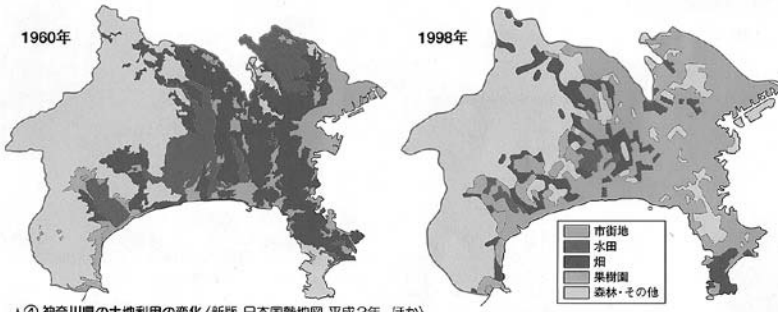 1960年
1998年
市街地
水田
畑
果樹園
森林・その他
▲④ 神奈川県の土地利用の変化〈新版 日本国勢地図 平成2年、ほか〉